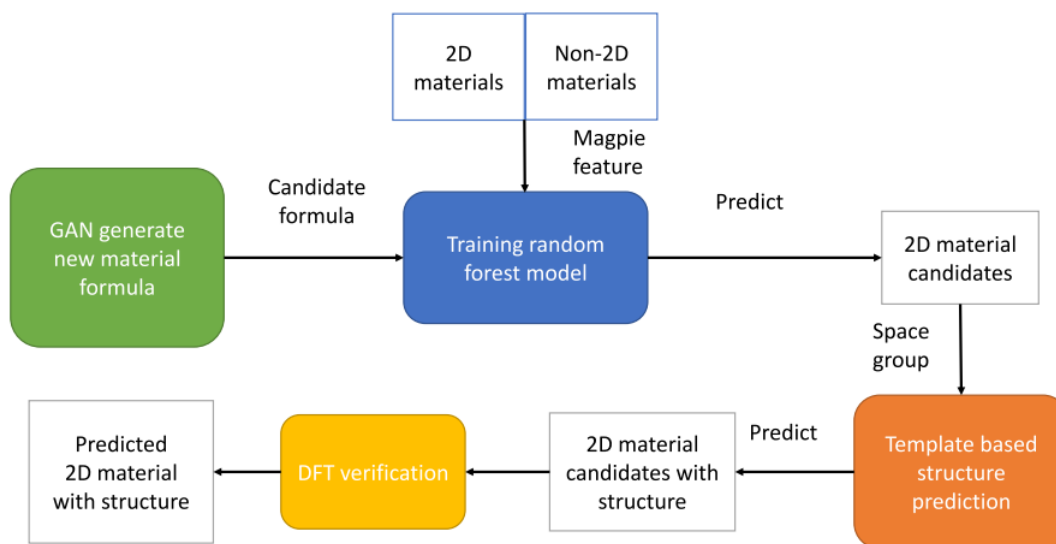 2D
materials
Non-2D
materials
Magpie
feature
GAN generate
new material
formula
Candidate
formula
Training random
forest model
Predict
2D material
candidates
Space
group
Template based
structure
prediction
Predict
2D material
candidates with
structure
DFT verification
Predicted
2D material
with structure